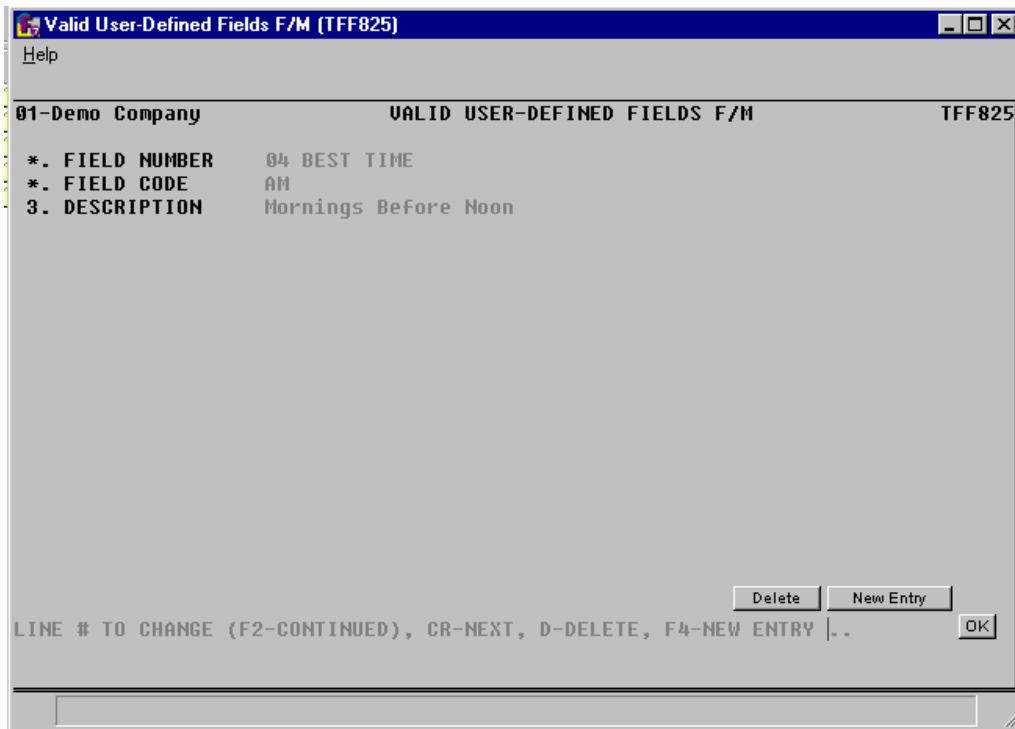 Valid User-Defined Fields F/M (TFF825)
Help
01-Demo Company VALID USER-DEFINED FIELDS F/M TFF825
*. FIELD NUMBER 04 BEST TIME
*. FIELD CODE AM
3. DESCRIPTION Mornings Before Noon
Delete New Entry
LINE # TO CHANGE (F2-CONTINUED), CR-NEXT, D-DELETE, F4-NEW ENTRY .. OK